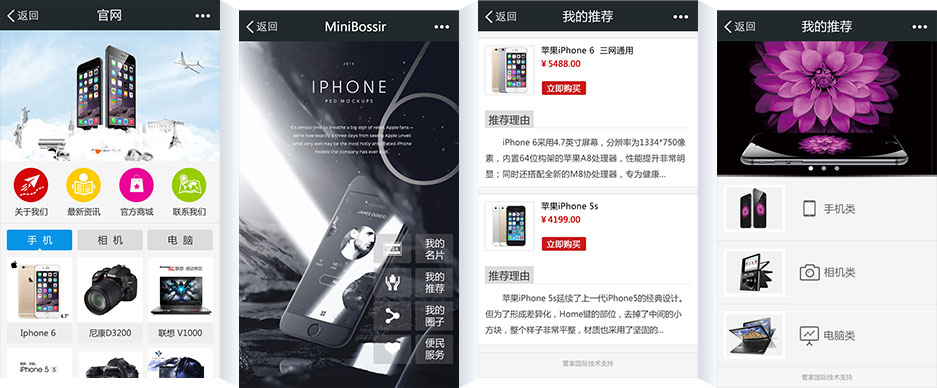 返回
官网
关于我们
最新资讯
官方商城
联系我们
手 机
相 机
电 脑
4.7"
Iphone 6
尼康D3200
联想 V1000
iPHONE 5 S
返回
MiniBossir
2013
IPHONE
PSD MOCKUPS
It's almost time to breathe a big sign of relief, Apple fans —
we're now exactly a three days from seeing Apple unveil
what very well may be the most hotly anticipated iPhone
models the company has ever built.
JAMES GOOD
我的
名片
我的
推荐
我的
圈子
便民
服务
返回
我的推荐
苹果iPhone 6 三网通用
¥ 5488.00
立即购买
推荐理由
iPhone 6采用4.7英寸屏幕，分辨率为1334*750像
素，内置64位构架的苹果A8处理器，性能提升非常明
显；同时还搭配全新的M8协处理器，专为健康...
苹果iPhone 5s
¥ 4199.00
立即购买
推荐理由
苹果iPhone 5s延续了上一代iPhone5的经典设计。
但为了形成差异化，Home键的部位，去掉了中间的小
方块，整个样子非常平整，材质也采用了坚固的...
管家国际技术支持
返回
我的推荐
手机类
相机类
电脑类
管家国际技术支持